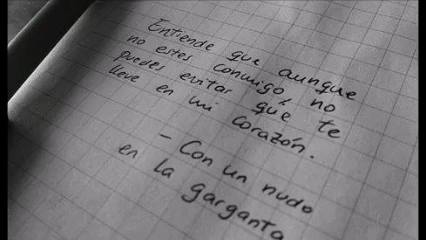 Entiende que aunque
no estes conmigo, no
puedes evitar que te
lleve en mi corazón.
- Con un nudo
en la garganta